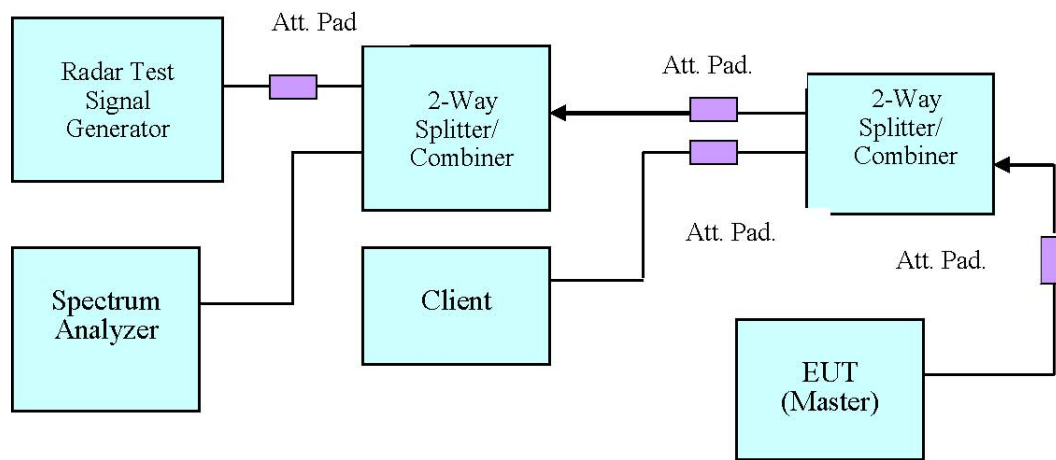 Att. Pad
Radar Test
Signal
Generator
2-Way
Splitter/
Combiner
Att. Pad.
2-Way
Splitter/
Combiner
Att. Pad.
Att. Pad.
Spectrum
Analyzer
Client
EUT
(Master)